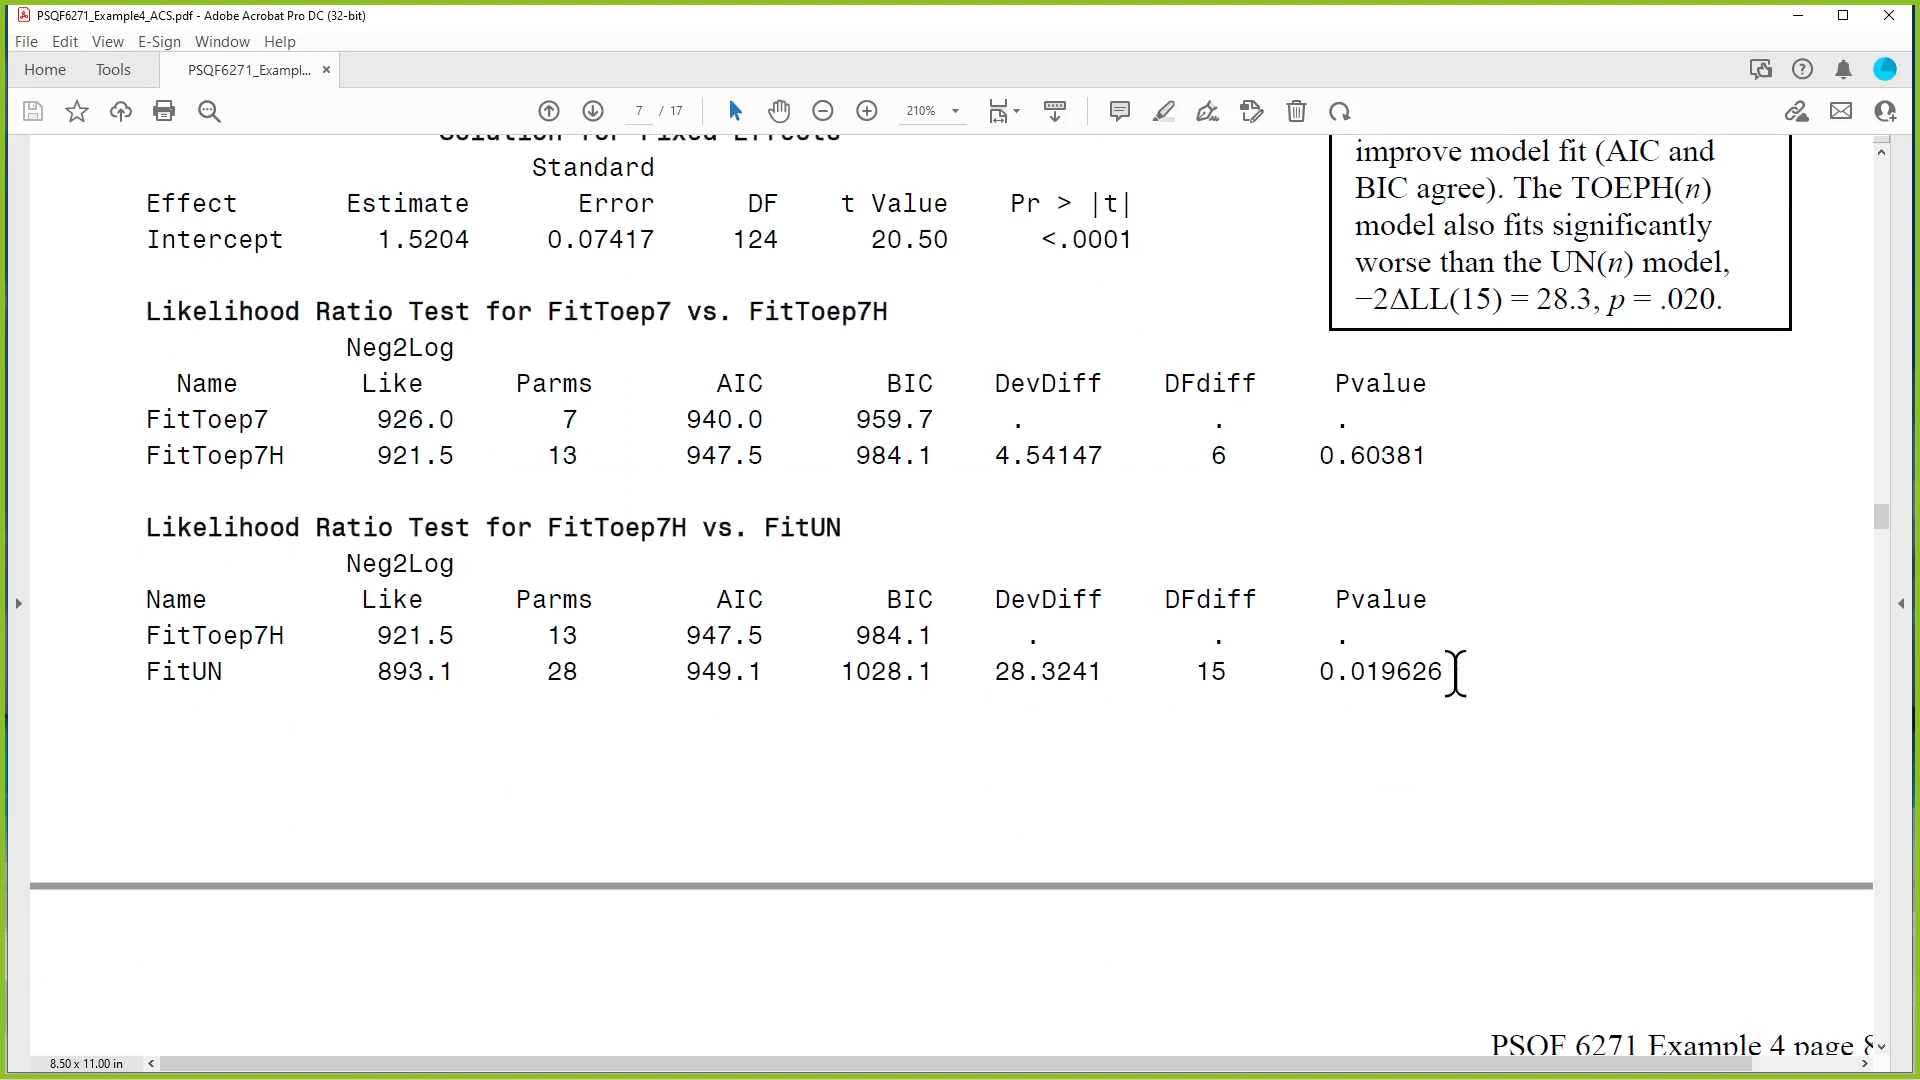 PSQF6271_Example4_ACS.pdf - Adobe Acrobat Pro DC (32-bit)
File Edit View E-Sign Window Help
Home Tools PSQF6271_Exampl... ×
7 / 17 210%
Solution for Fixed Effects
Standard
Effect Estimate Error DF t Value Pr > |t|
Intercept 1.5204 0.07417 124 20.50 <.0001
improve model fit (AIC and
BIC agree). The TOEPH(n)
model also fits significantly
worse than the UN(n) model,
−2ΔLL(15) = 28.3, p = .020.
Likelihood Ratio Test for FitToep7 vs. FitToep7H
Neg2Log
Name Like Parms AIC BIC DevDiff DFdiff Pvalue
FitToep7 926.0 7 940.0 959.7 . . .
FitToep7H 921.5 13 947.5 984.1 4.54147 6 0.60381
Likelihood Ratio Test for FitToep7H vs. FitUN
Neg2Log
Name Like Parms AIC BIC DevDiff DFdiff Pvalue
FitToep7H 921.5 13 947.5 984.1 . . .
FitUN 893.1 28 949.1 1028.1 28.3241 15 0.019626
PSQF 6271 Example 4 page 8
8.50 x 11.00 in